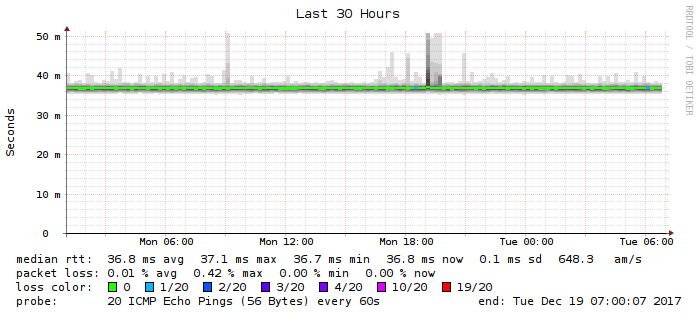 Last 30 Hours
RRDTOOL / TOBI OETIKER
Seconds
50 m
40 m
30 m
20 m
10 m
0
Mon 06:00 Mon 12:00 Mon 18:00 Tue 00:00 Tue 06:00
median rtt: 36.8 ms avg 37.1 ms max 36.7 ms min 36.8 ms now 0.1 ms sd 648.3 am/s
packet loss: 0.01 % avg 0.42 % max 0.00 % min 0.00 % now
loss color: 0 1/20 2/20 3/20 4/20 10/20 19/20
probe: 20 ICMP Echo Pings (56 Bytes) every 60s end: Tue Dec 19 07:00:07 2017